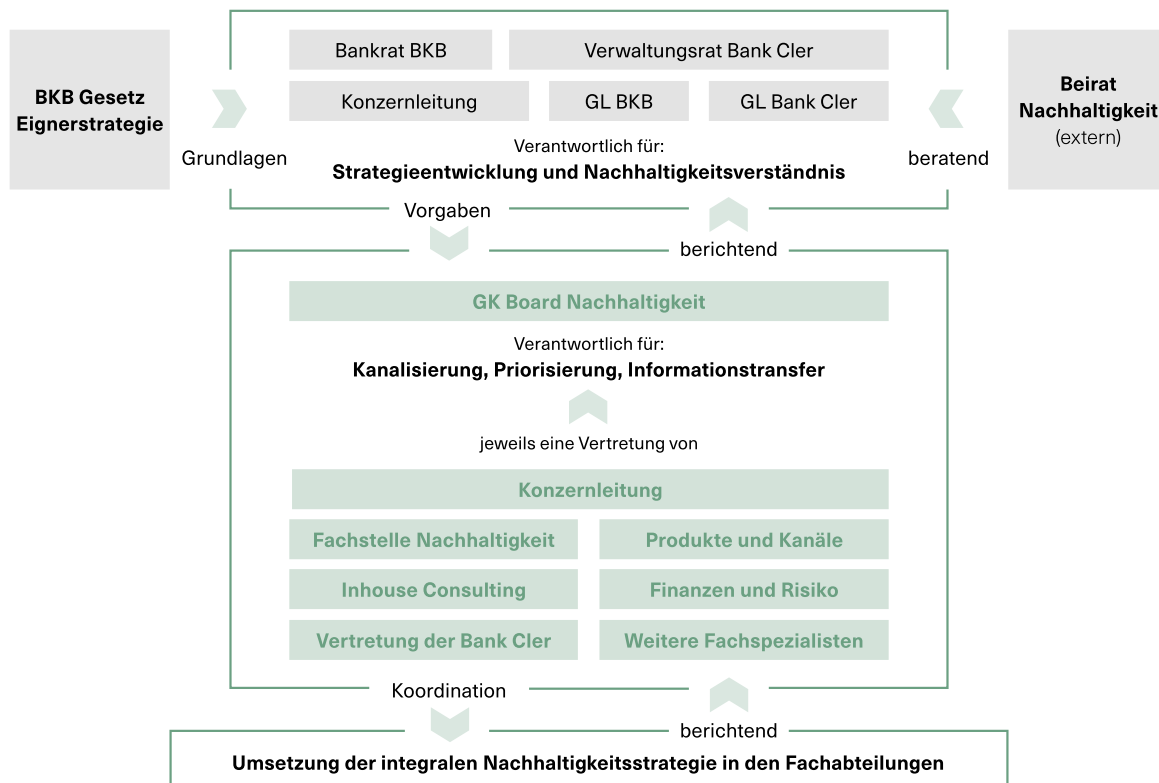 BKB Gesetz
Eignerstrategie
Grundlagen
Bankrat BKB
Verwaltungsrat Bank Cler
Konzernleitung
GL BKB
GL Bank Cler
Verantwortlich für:
Strategieentwicklung und Nachhaltigkeitsverständnis
Beirat
Nachhaltigkeit
(extern)
beratend
Vorgaben
berichtend
GK Board Nachhaltigkeit
Verantwortlich für:
Kanalisierung, Priorisierung, Informationstransfer
jeweils eine Vertretung von
Konzernleitung
Fachstelle Nachhaltigkeit
Produkte und Kanäle
Inhouse Consulting
Finanzen und Risiko
Vertretung der Bank Cler
Weitere Fachspezialisten
Koordination
berichtend
Umsetzung der integralen Nachhaltigkeitsstrategie in den Fachabteilungen